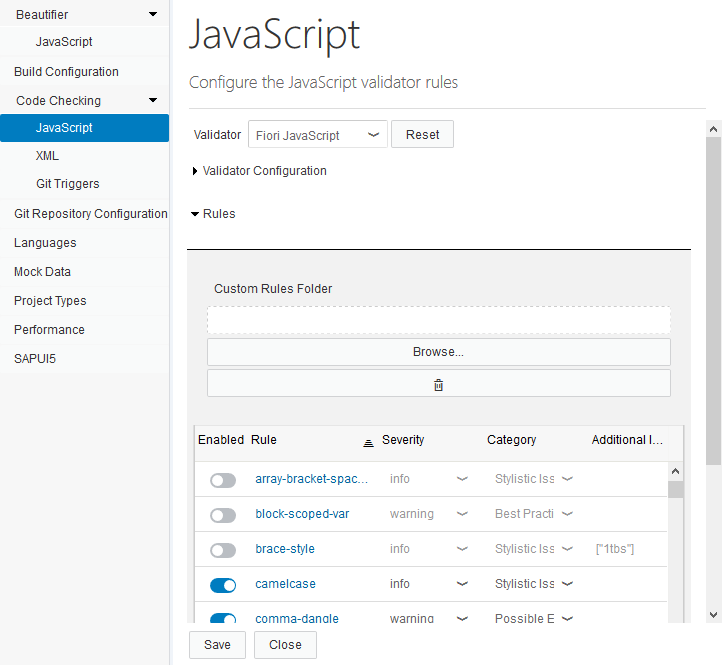 Beautifier
JavaScript
Build Configuration
Code Checking
JavaScript
XML
Git Triggers
Git Repository Configuration
Languages
Mock Data
Project Types
Performance
SAPUI5
JavaScript
Configure the JavaScript validator rules
Validator Fiori JavaScript Reset
Validator Configuration
Rules
Custom Rules Folder
Browse...
Enabled Rule Severity Category Additional I...
array-bracket-spac... info Stylistic Iss
block-scoped-var warning Best Practi
brace-style info Stylistic Iss ["1tbs"]
camelcase info Stylistic Iss
comma-dangle warning Possible E
Save Close